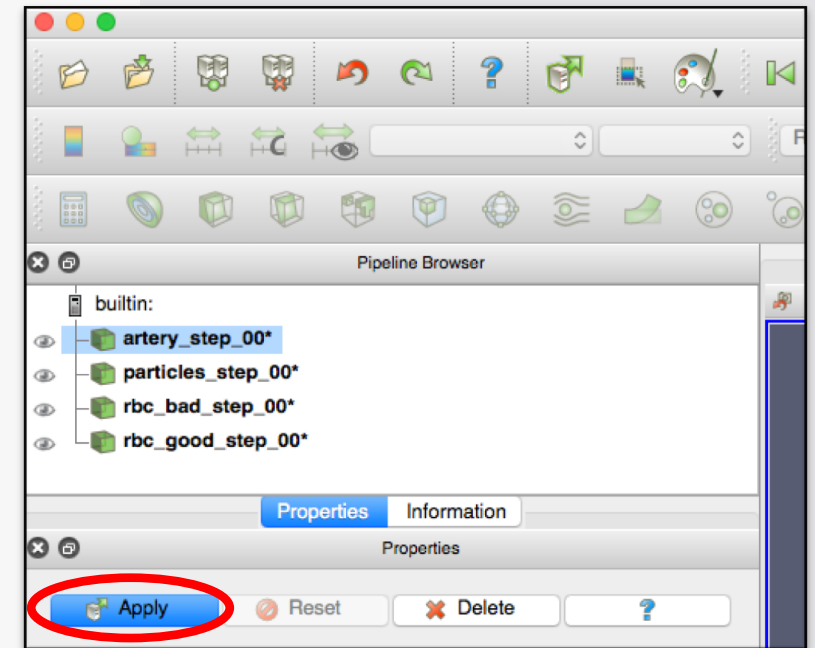 Pipeline Browser
builtin:
artery_step_00*
particles_step_00*
rbc_bad_step_00*
rbc_good_step_00*
Properties Information
Properties
Apply Reset Delete ?